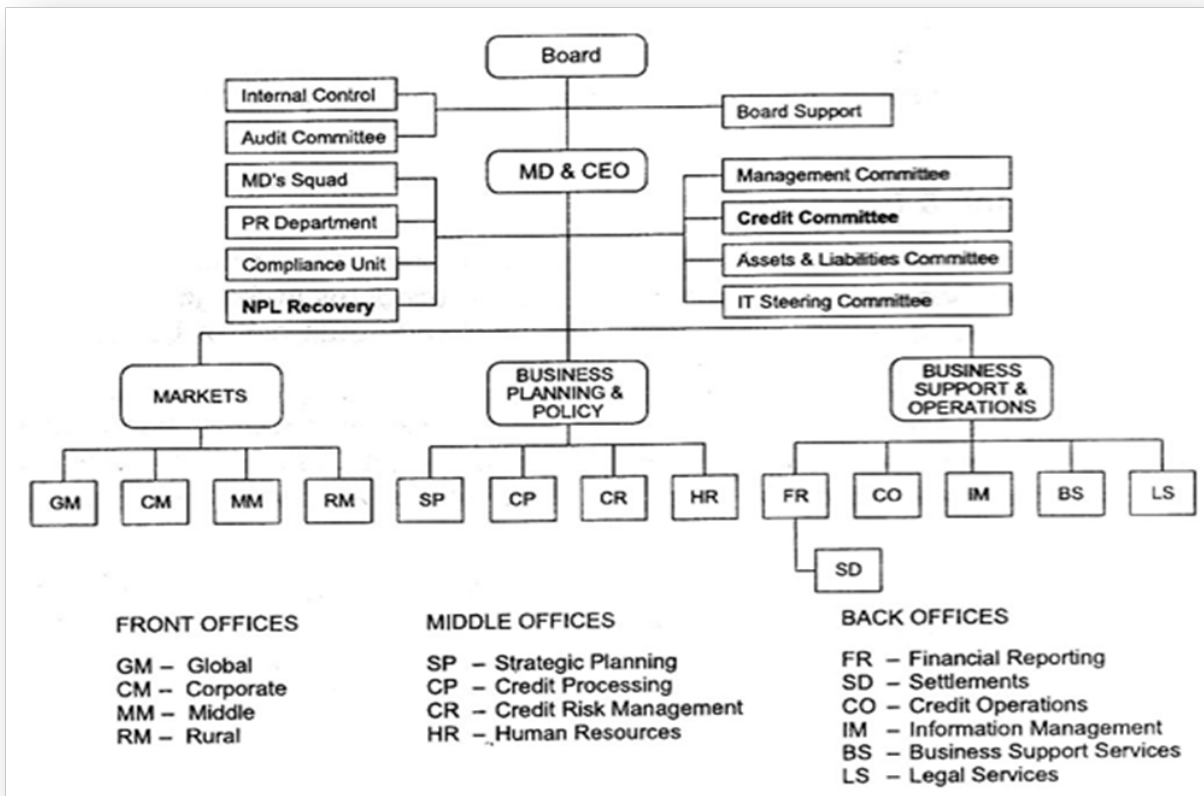 Board
Internal Control
Audit Committee
Board Support
MD & CEO
MD's Squad
PR Department
Compliance Unit
NPL Recovery
Management Committee
Credit Committee
Assets & Liabilities Committee
IT Steering Committee
MARKETS
BUSINESS
PLANNING &
POLICY
BUSINESS
SUPPORT &
OPERATIONS
GM
CM
MM
RM
SP
CP
CR
HR
FR
CO
IM
BS
LS
SD
FRONT OFFICES
GM – Global
CM – Corporate
MM – Middle
RM – Rural
MIDDLE OFFICES
SP – Strategic Planning
CP – Credit Processing
CR – Credit Risk Management
HR – Human Resources
BACK OFFICES
FR – Financial Reporting
SD – Settlements
CO – Credit Operations
IM – Information Management
BS – Business Support Services
LS – Legal Services